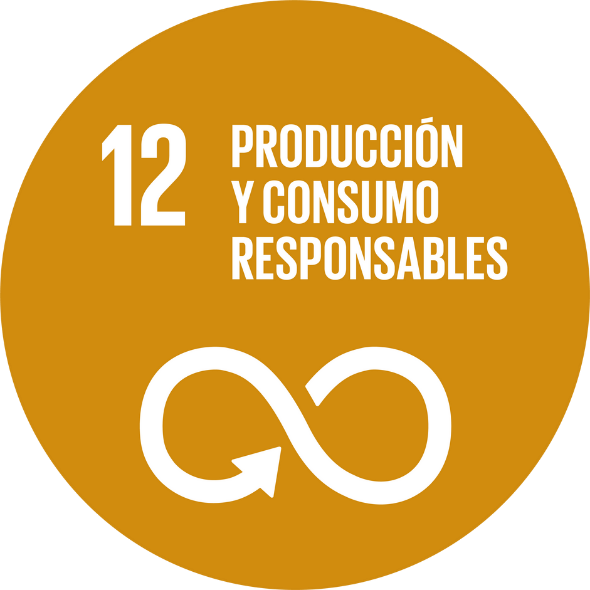 12
PRODUCCIÓN
Y CONSUMO
RESPONSABLES